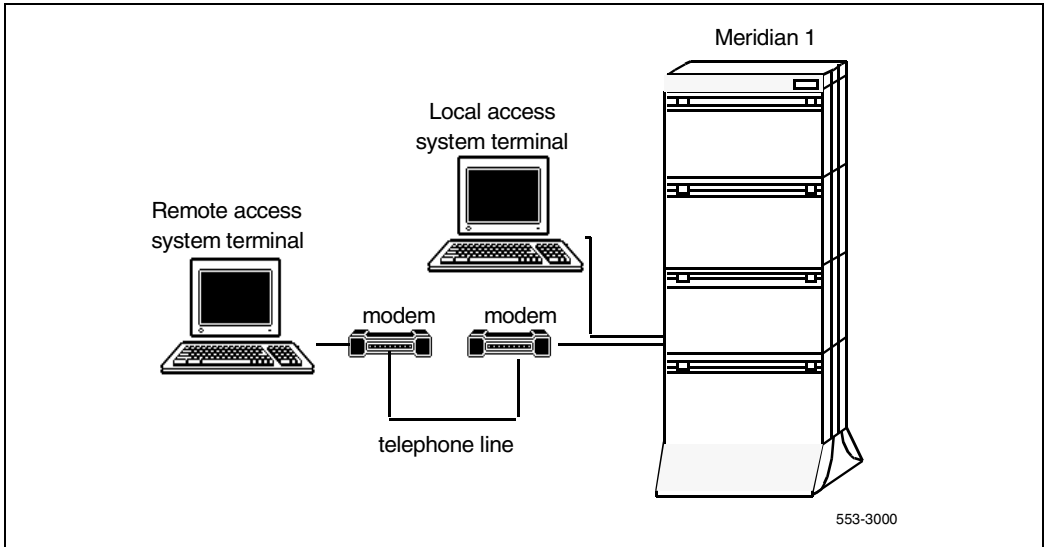 Meridian 1
Local access
system terminal
Remote access
system terminal
modem
modem
telephone line
553-3000